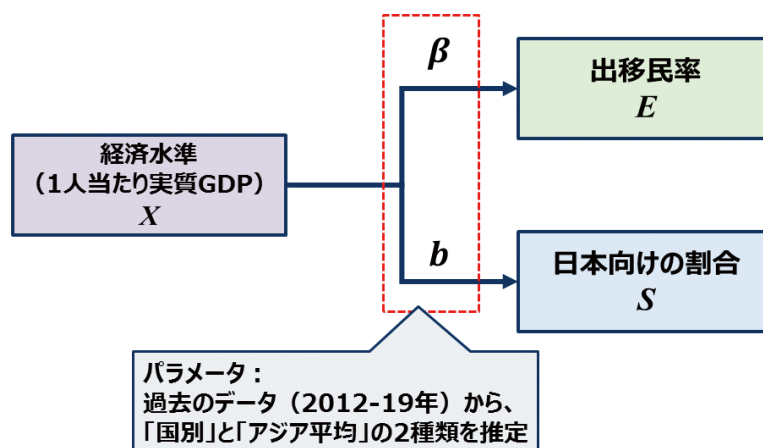 経済水準
（1人当たり実質GDP）
X
β
出移民率
E
b
日本向けの割合
S
パラメータ：
過去のデータ（2012-19年）から、
「国別」と「アジア平均」の2種類を推定